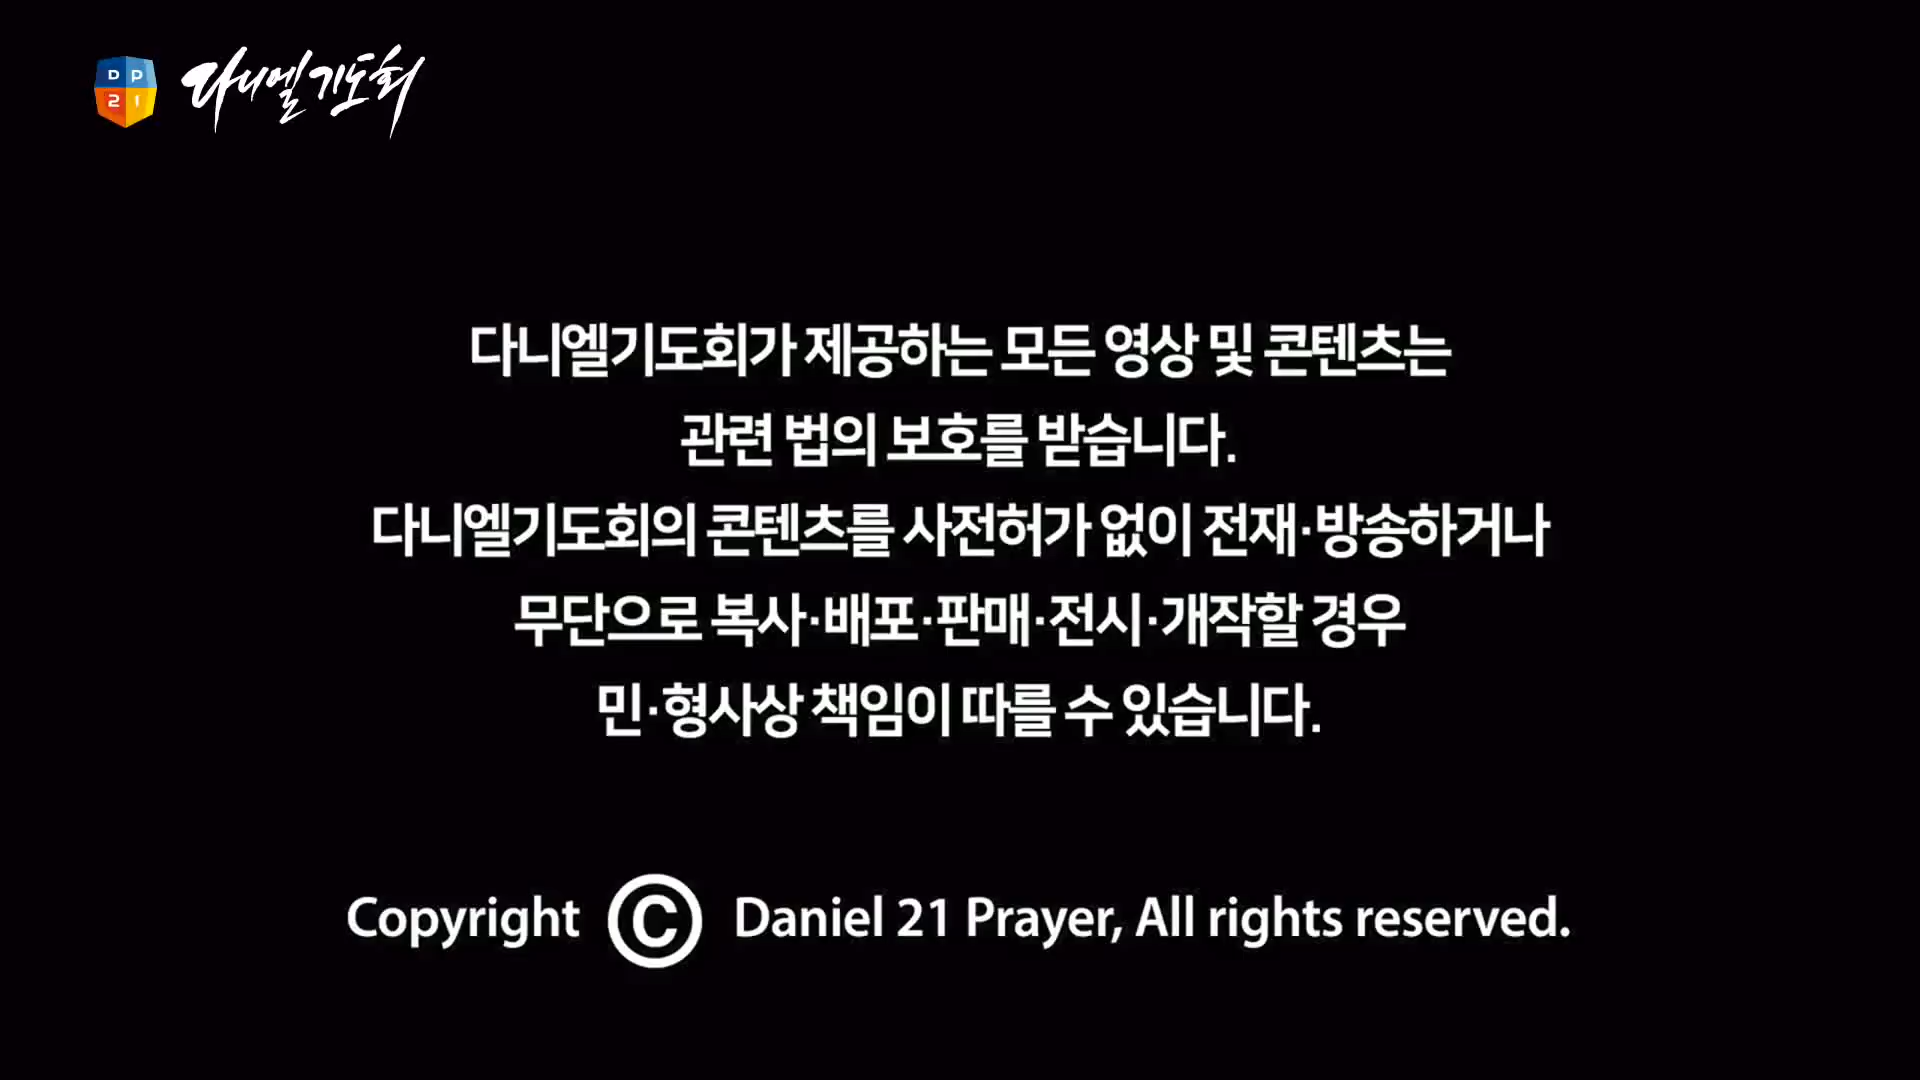 DP
21
다니엘기도회
다니엘기도회가 제공하는 모든 영상 및 콘텐츠는
관련 법의 보호를 받습니다.
다니엘기도회의 콘텐츠를 사전허가 없이 전재·방송하거나
무단으로 복사·배포·판매·전시·개작할 경우
민·형사상 책임이 따를 수 있습니다.
Copyright © Daniel 21 Prayer, All rights reserved.